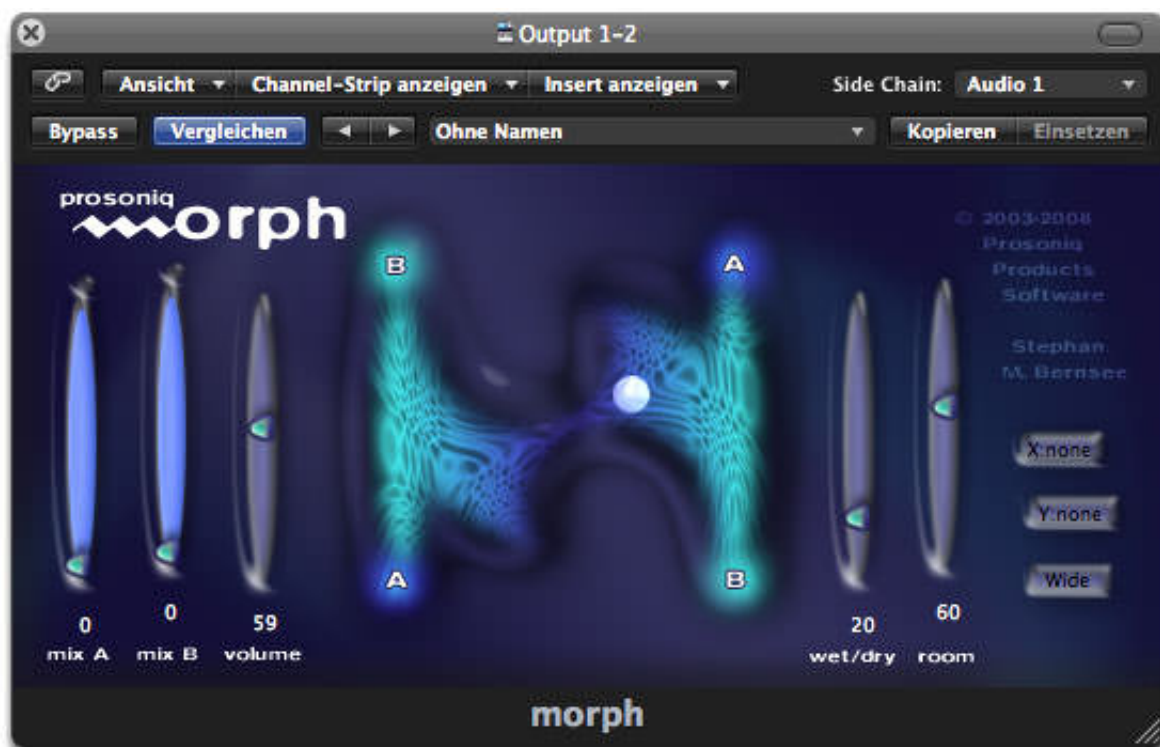 Output 1-2
Ansicht Channel-Strip anzeigen Insert anzeigen Side Chain: Audio 1
Bypass Vergleichen Ohne Namen Kopieren Einsetzen
prosoniq
morph
© 2003-2008
Prosoniq
Products
Software
Stephan
M. Bernsee
B
A
A
B
X:none
Y:none
Wide
0
mix A
0
mix B
59
volume
20
wet/dry
60
room
morph